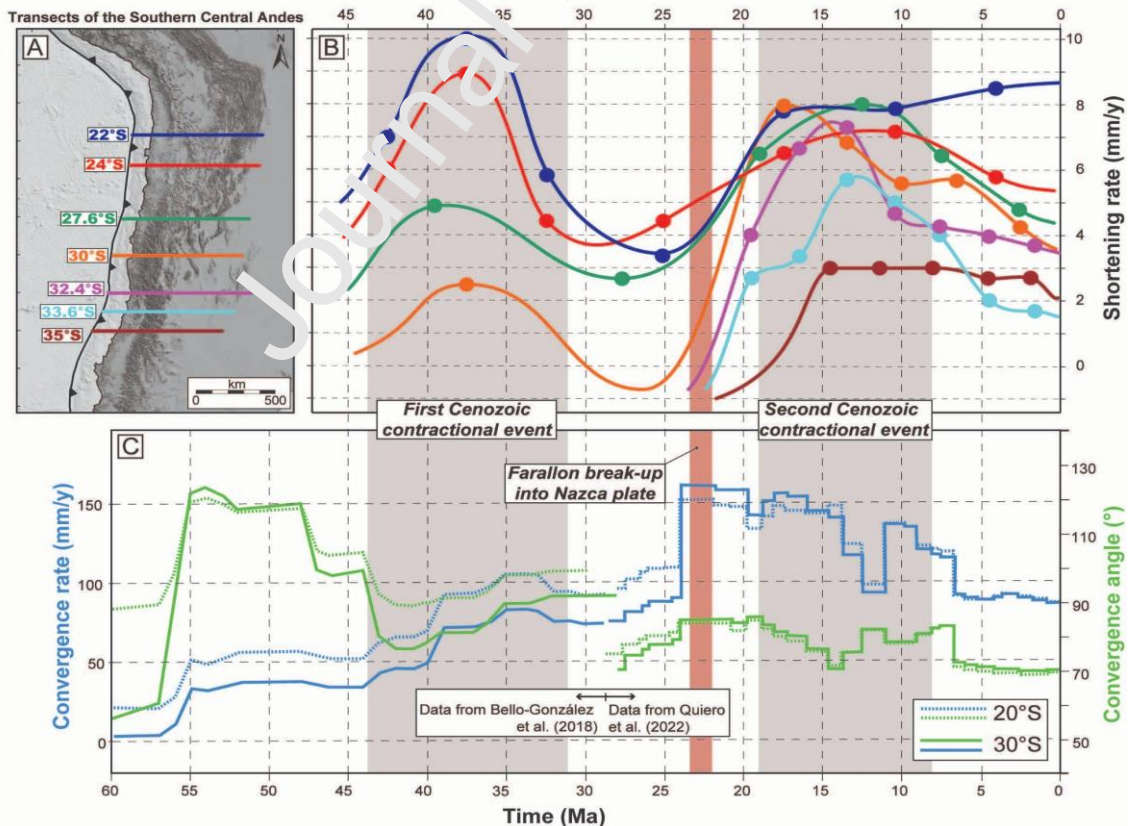 Transects of the Southern Central Andes
A
N
22°S
24°S
27.6°S
30°S
32.4°S
33.6°S
35°S
km
0 500
B
45 40 35 30 25 20 15 10 5 0
10
8
6
4
2
0
Shortening rate (mm/y)
Journal
First Cenozoic
contractional event
Second Cenozoic
contractional event
Farallon break-up
into Nazca plate
C
150
100
50
0
Convergence rate (mm/y)
130
110
90
70
50
Convergence angle (°)
Data from Bello-González
et al. (2018)
Data from Quiero
et al. (2022)
20°S
30°S
60 55 50 45 40 35 30 25 20 15 10 5 0
Time (Ma)